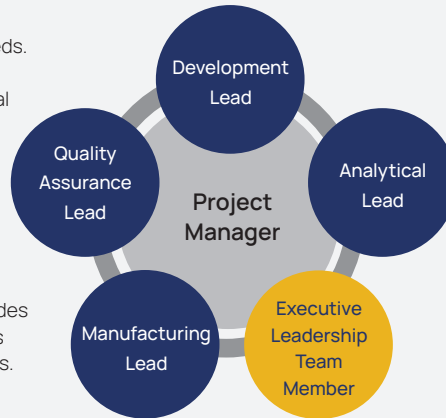 Development
Lead
Quality
Assurance
Lead
Analytical
Lead
Project
Manager
Manufacturing
Lead
Executive
Leadership
Team
Member